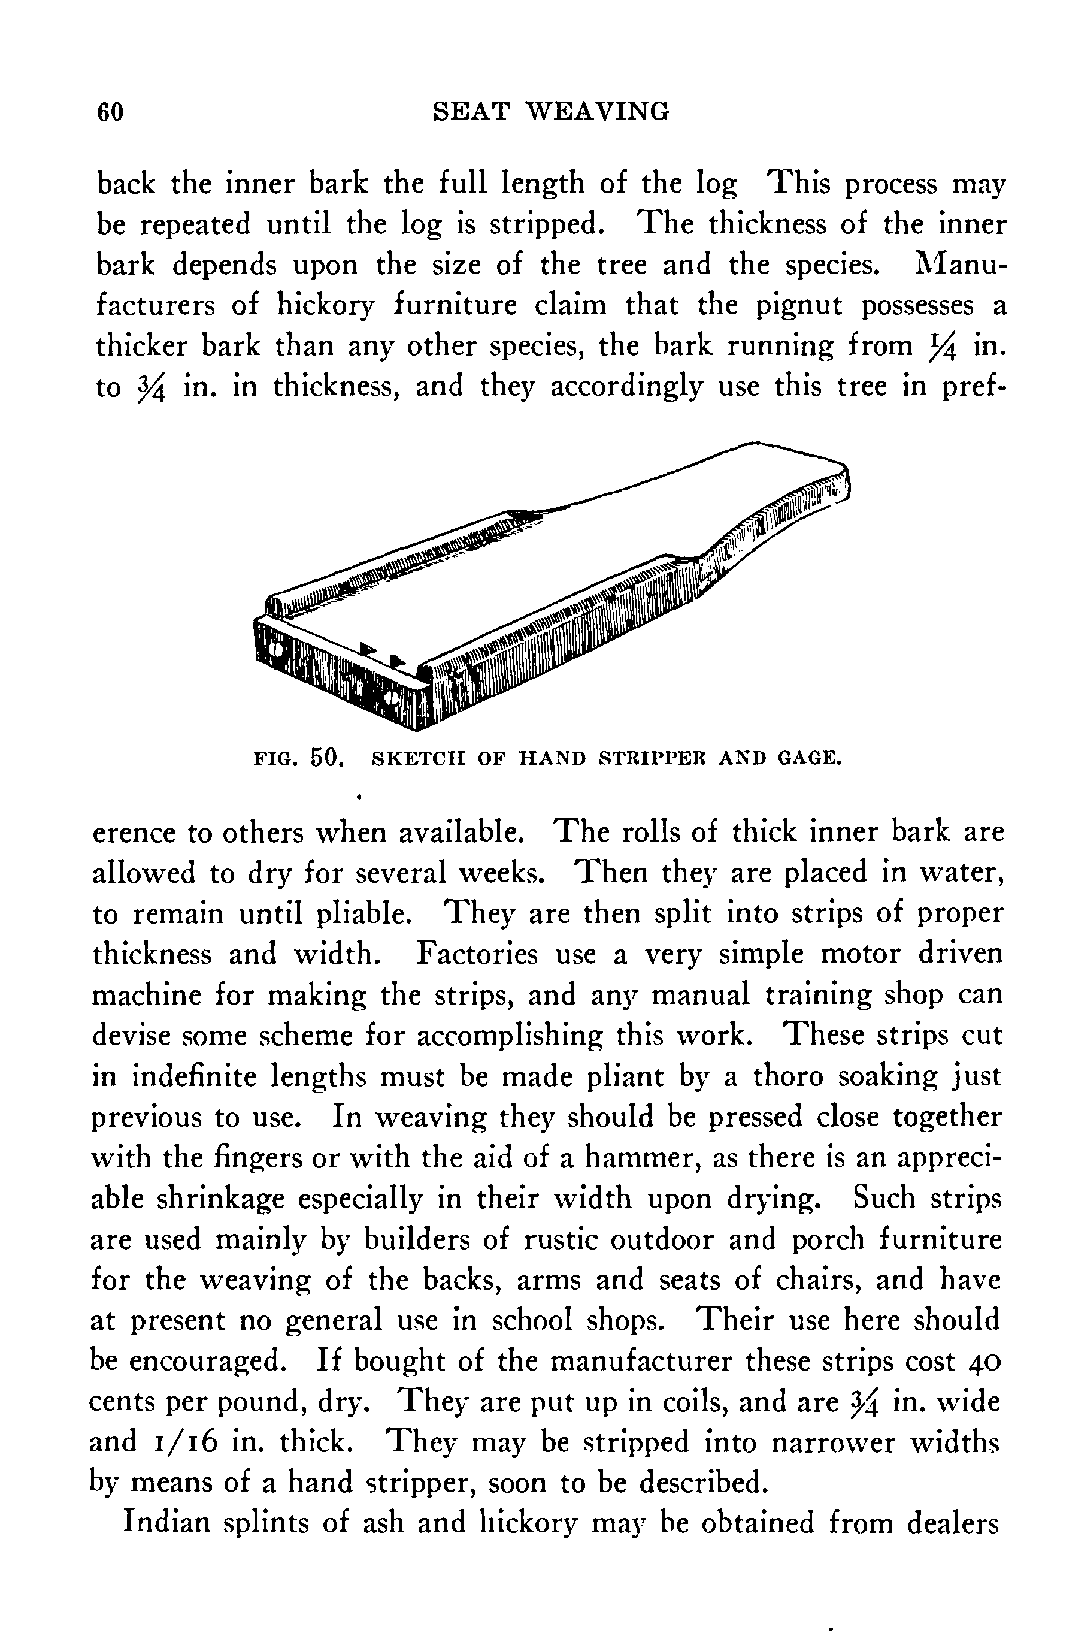 60 SEAT WEAVING
back the inner bark the full length of the log This process may
be repeated until the log is stripped. The thickness of the inner
bark depends upon the size of the tree and the species. Manu-
facturers of hickory furniture claim that the pignut possesses a
thicker bark than any other species, the bark running from ¼ in.
to ¾ in. in thickness, and they accordingly use this tree in pref-
FIG. 50. SKETCH OF HAND STRIPPER AND GAGE.
erence to others when available. The rolls of thick inner bark are
allowed to dry for several weeks. Then they are placed in water,
to remain until pliable. They are then split into strips of proper
thickness and width. Factories use a very simple motor driven
machine for making the strips, and any manual training shop can
devise some scheme for accomplishing this work. These strips cut
in indefinite lengths must be made pliant by a thoro soaking just
previous to use. In weaving they should be pressed close together
with the fingers or with the aid of a hammer, as there is an appreci-
able shrinkage especially in their width upon drying. Such strips
are used mainly by builders of rustic outdoor and porch furniture
for the weaving of the backs, arms and seats of chairs, and have
at present no general use in school shops. Their use here should
be encouraged. If bought of the manufacturer these strips cost 40
cents per pound, dry. They are put up in coils, and are ¾ in. wide
and 1/16 in. thick. They may be stripped into narrower widths
by means of a hand stripper, soon to be described.
Indian splints of ash and hickory may be obtained from dealers